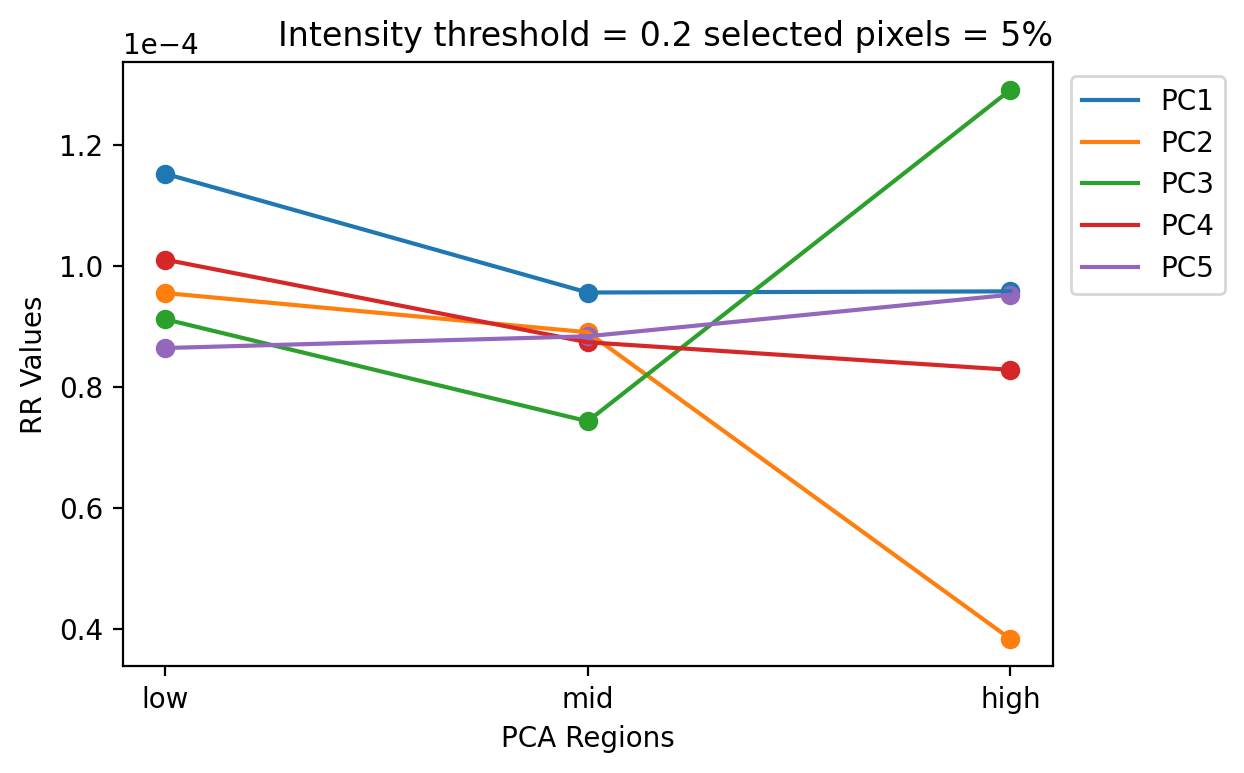 Intensity threshold = 0.2 selected pixels = 5%
1e−4
1.2
1.0
0.8
0.6
0.4
RR Values
low mid high
PCA Regions
PC1
PC2
PC3
PC4
PC5